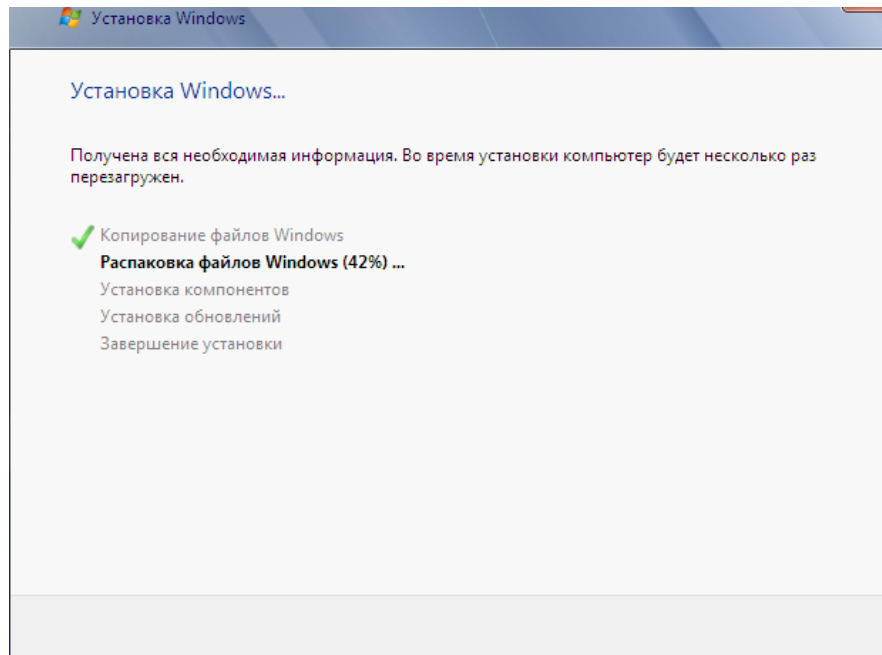 Установка Windows
Установка Windows...
Получена вся необходимая информация. Во время установки компьютер будет несколько раз
перезагружен.
Копирование файлов Windows
Распаковка файлов Windows (42%) ...
Установка компонентов
Установка обновлений
Завершение установки